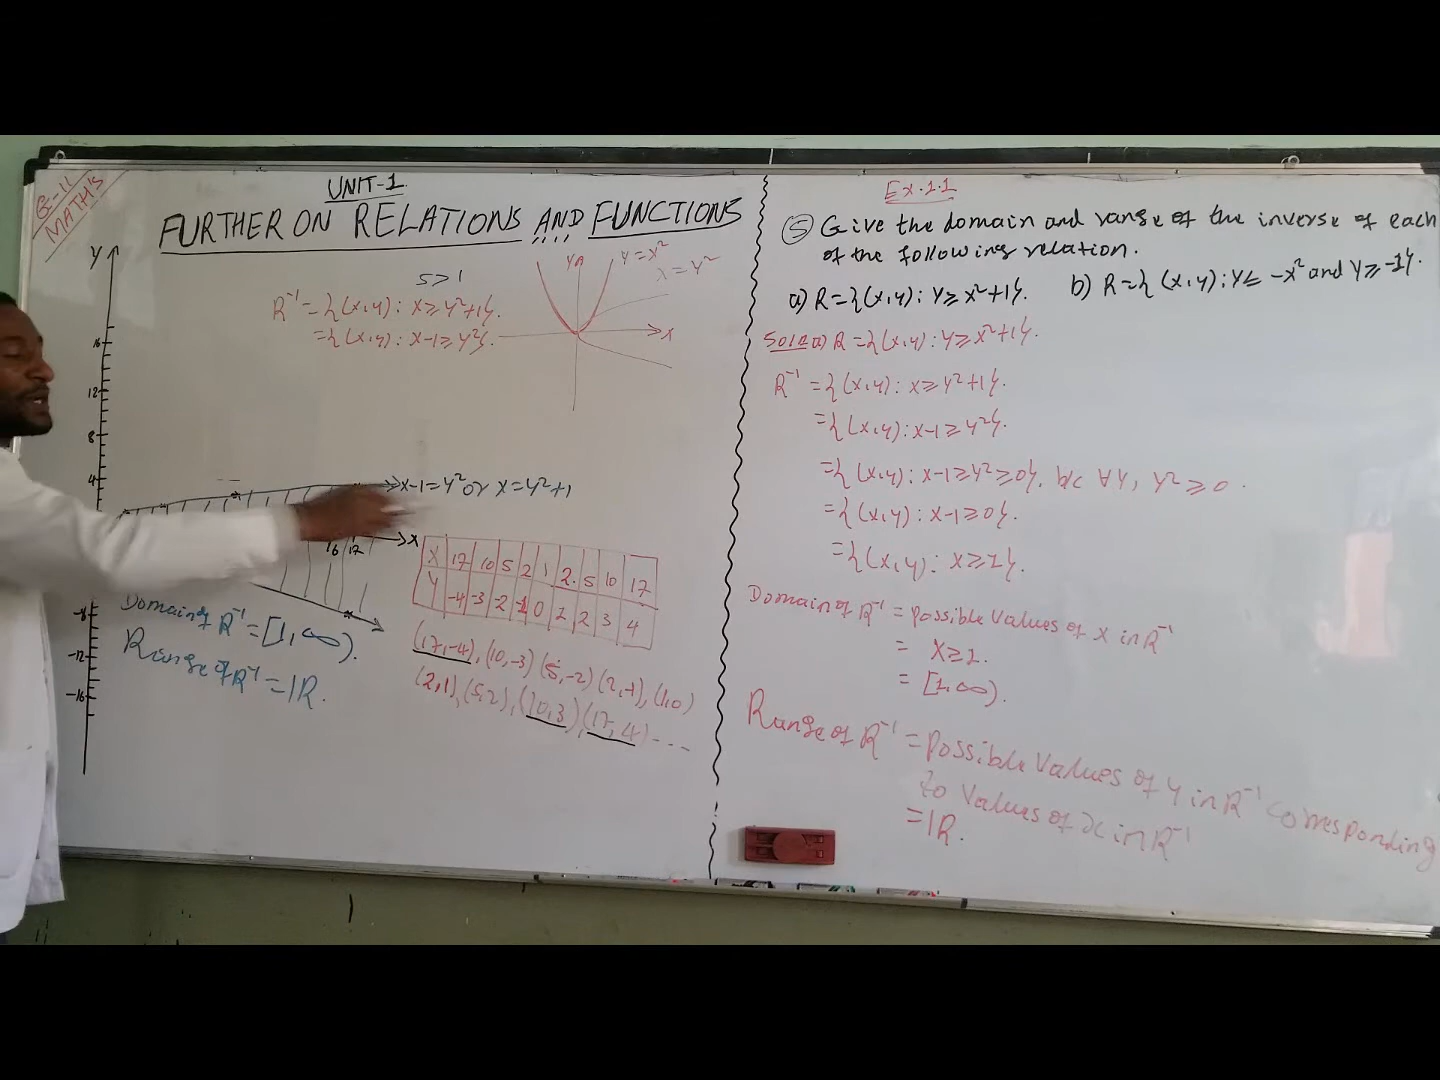 G-11
MATH'S
UNIT-1
FURTHER ON RELATIONS AND FUNCTIONS
5>1
R⁻¹={(x,y): x≥y²+1}.
={(x,y): x-1≥y²}.
y
y=x²
x=y²
x
y
16
12
8
4
x-1=y² or x=y²+1
16 17
x
-8
-12
-16
X 17 10 5 2 1 2 5 10 17
Y -4 -3 -2 -1 0 1 2 3 4
(17,-4), (10,-3) (5,-2) (2,-1), (1,0)
(2,1), (5,2), (10,3), (17,4)---
Domain of R⁻¹=[1,∞).
Range of R⁻¹=IR.
Ex.1.1
5 Give the domain and range of the inverse of each
of the following relation.
a) R={(x,y): y≥x²+1}. b) R={(x,y): y≤ -x² and y≥-1}.
Soln a) R={(x,y): y≥x²+1}.
R⁻¹={(x,y): x≥y²+1}.
={(x,y): x-1≥y²}.
={(x,y): x-1≥y²≥0}, b/c ∀y, y²≥0.
={(x,y): x-1≥0}.
={(x,y): x≥1}.
Domain of R⁻¹ = possible values of x in R⁻¹
= x≥1.
= [1,∞).
Range of R⁻¹ = possible values of y in R⁻¹ corresponding
to values of x in R⁻¹
=IR.